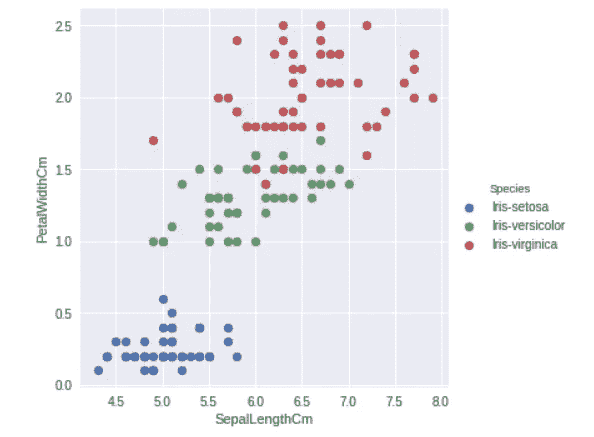 2.5
2.0
1.5
1.0
0.5
0.0
PetalWidthCm
4.5 5.0 5.5 6.0 6.5 7.0 7.5 8.0
SepalLengthCm
Species
Iris-setosa
Iris-versicolor
Iris-virginica